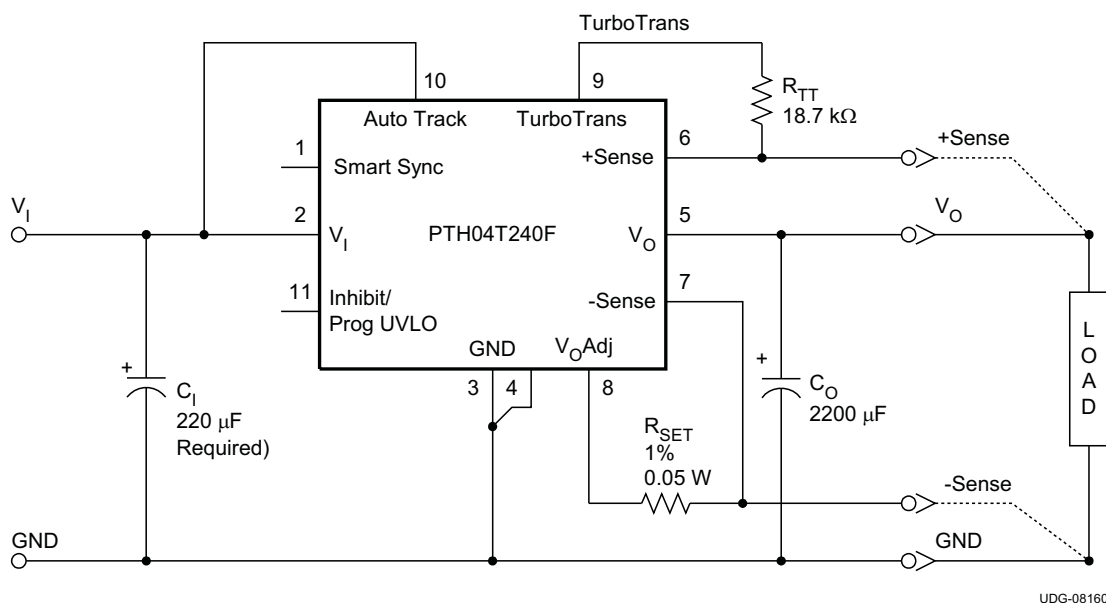 TurboTrans
10
9
R_TT
18.7 kΩ
Auto Track
TurboTrans
1
6
+Sense
+Sense
Smart Sync
V_I
2
5
V_O
V_I
PTH04T240F
V_O
7
11
Inhibit/
Prog UVLO
-Sense
GND
V_OAdj
LOAD
+
+
3
4
8
C_I
220 μF
Required)
C_O
2200 μF
R_SET
1%
0.05 W
-Sense
GND
GND
UDG-08160